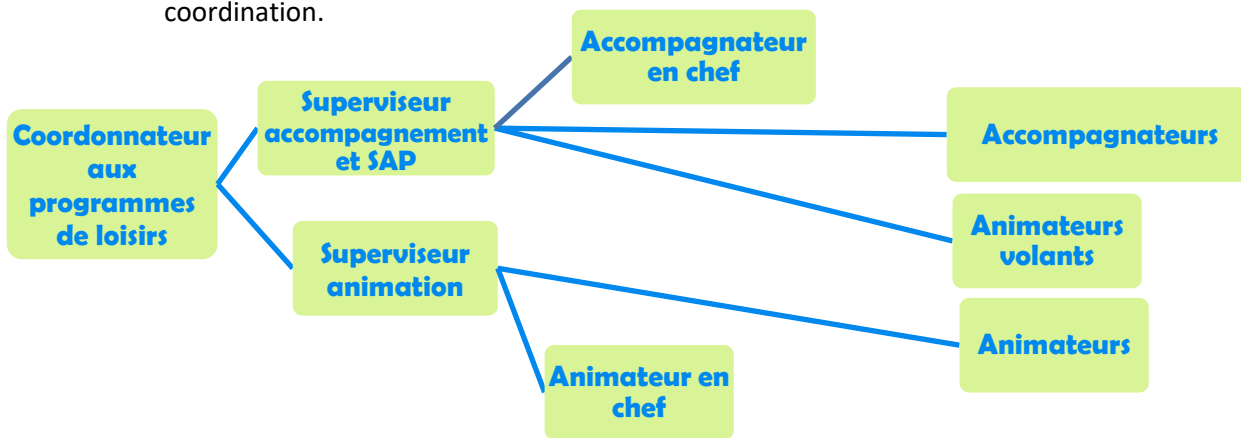 coordination.
Coordonnateur
aux
programmes
de loisirs
Superviseur
accompagnement
et SAP
Superviseur
animation
Accompagnateur
en chef
Accompagnateurs
Animateurs
volants
Animateurs
Animateur en
chef